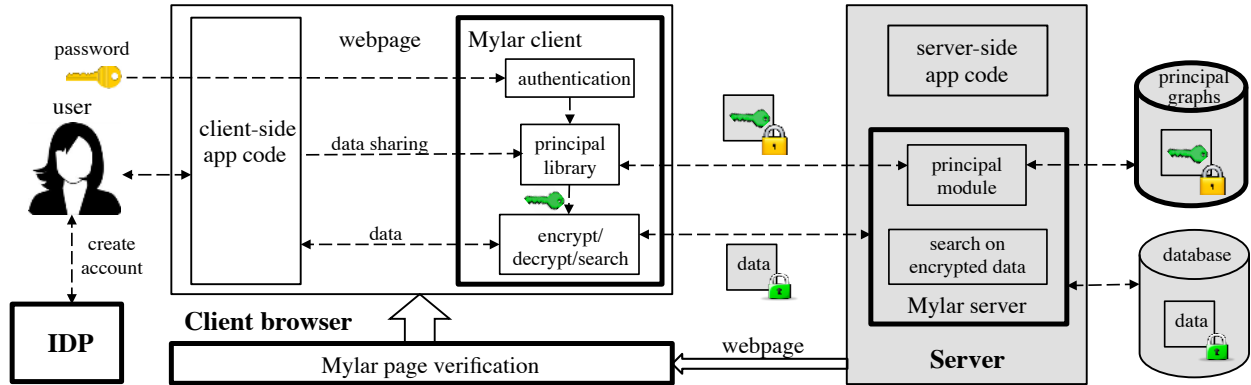 password
user
create
account
IDP
client-side
app code
webpage
data sharing
data
Mylar client
authentication
principal
library
encrypt/
decrypt/search
Client browser
Mylar page verification
data
webpage
server-side
app code
principal
module
search on
encrypted data
Mylar server
Server
principal
graphs
database
data